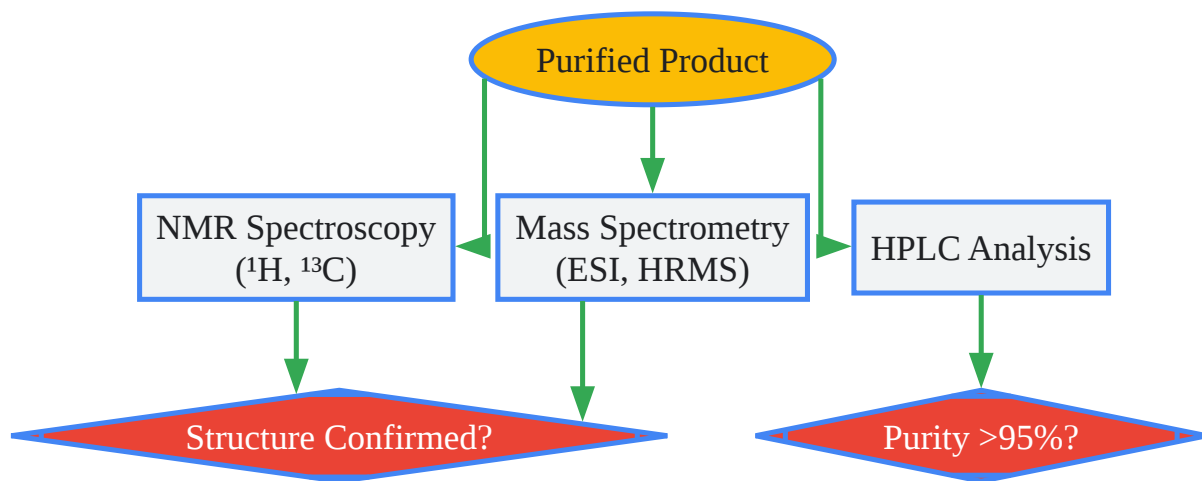 Purified Product
NMR Spectroscopy
(¹H, ¹³C)
Mass Spectrometry
(ESI, HRMS)
HPLC Analysis
Structure Confirmed?
Purity >95%?